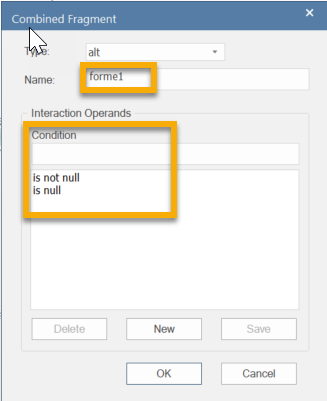 Combined Fragment
Type: alt
Name: forme1
Interaction Operands
Condition
is not null
is null
Delete New Save
OK Cancel